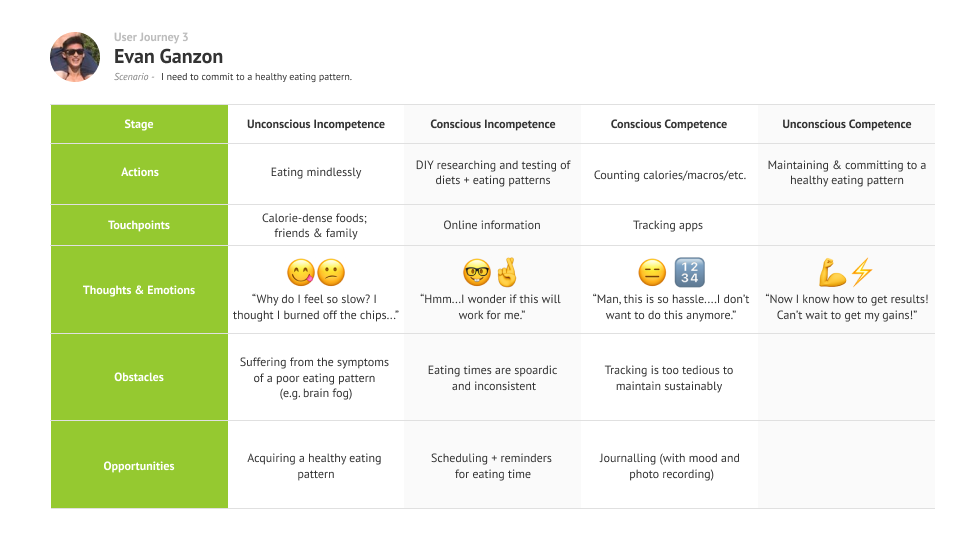 User Journey 3
Evan Ganzon
Scenario - I need to commit to a healthy eating pattern.
Stage
Unconscious Incompetence
Conscious Incompetence
Conscious Competence
Unconscious Competence
Actions
Eating mindlessly
DIY researching and testing of
diets + eating patterns
Counting calories/macros/etc.
Maintaining & committing to a
healthy eating pattern
Touchpoints
Calorie-dense foods;
friends & family
Online information
Tracking apps
Thoughts & Emotions
“Why do I feel so slow? I
thought I burned off the chips...”
“Hmm...I wonder if this will
work for me.”
12
34
“Man, this is so hassle....I don’t
want to do this anymore.”
“Now I know how to get results!
Can’t wait to get my gains!”
Obstacles
Suffering from the symptoms
of a poor eating pattern
(e.g. brain fog)
Eating times are spoardic
and inconsistent
Tracking is too tedious to
maintain sustainably
Opportunities
Acquiring a healthy eating
pattern
Scheduling + reminders
for eating time
Journalling (with mood and
photo recording)